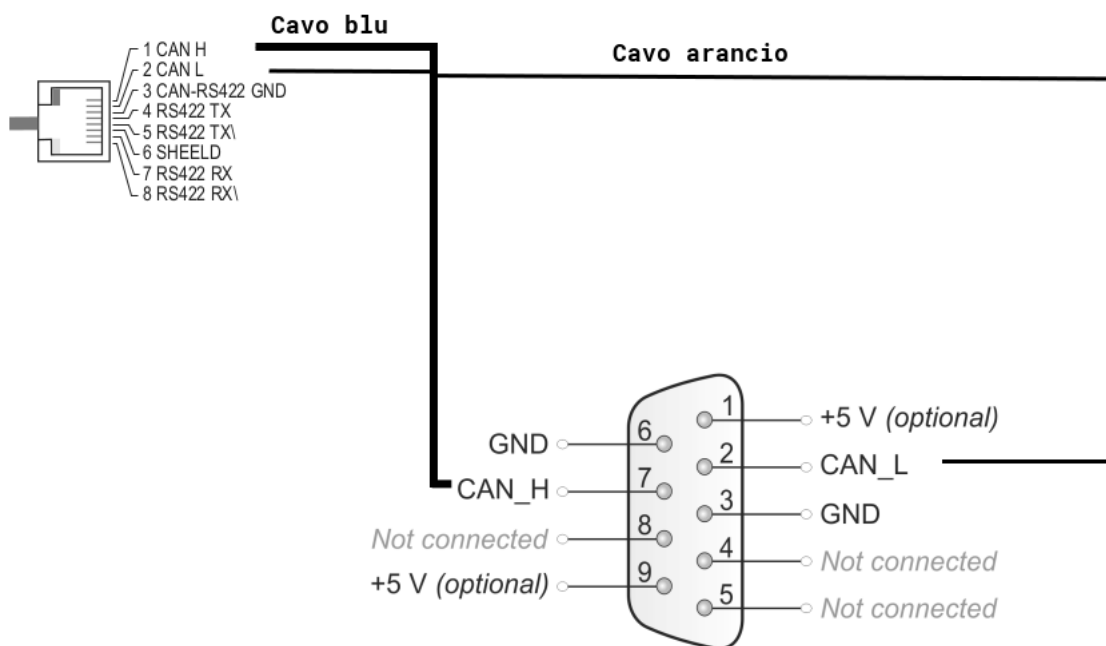 Cavo blu
Cavo arancio
1 CAN H
2 CAN L
3 CAN-RS422 GND
4 RS422 TX
5 RS422 TX\
6 SHEELD
7 RS422 RX
8 RS422 RX\
1 +5 V (optional)
GND 6
2 CAN_L
CAN_H 7
3 GND
Not connected 8
4 Not connected
+5 V (optional) 9
5 Not connected